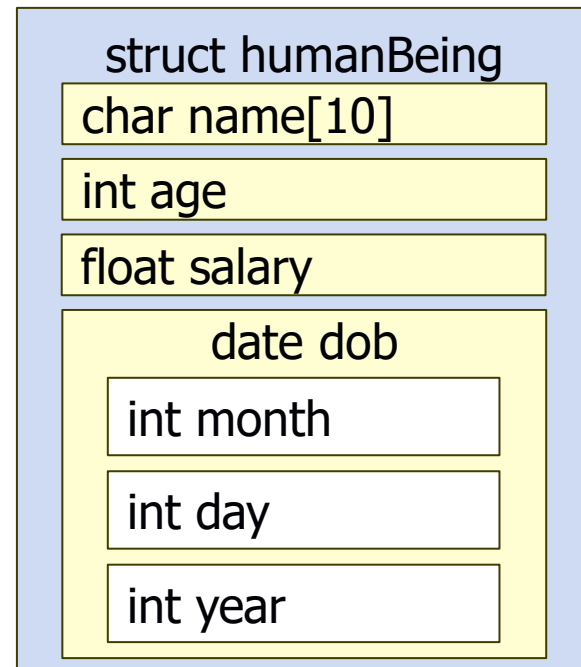 struct humanBeing
char name[10]
int age
float salary
date dob
int month
int day
int year